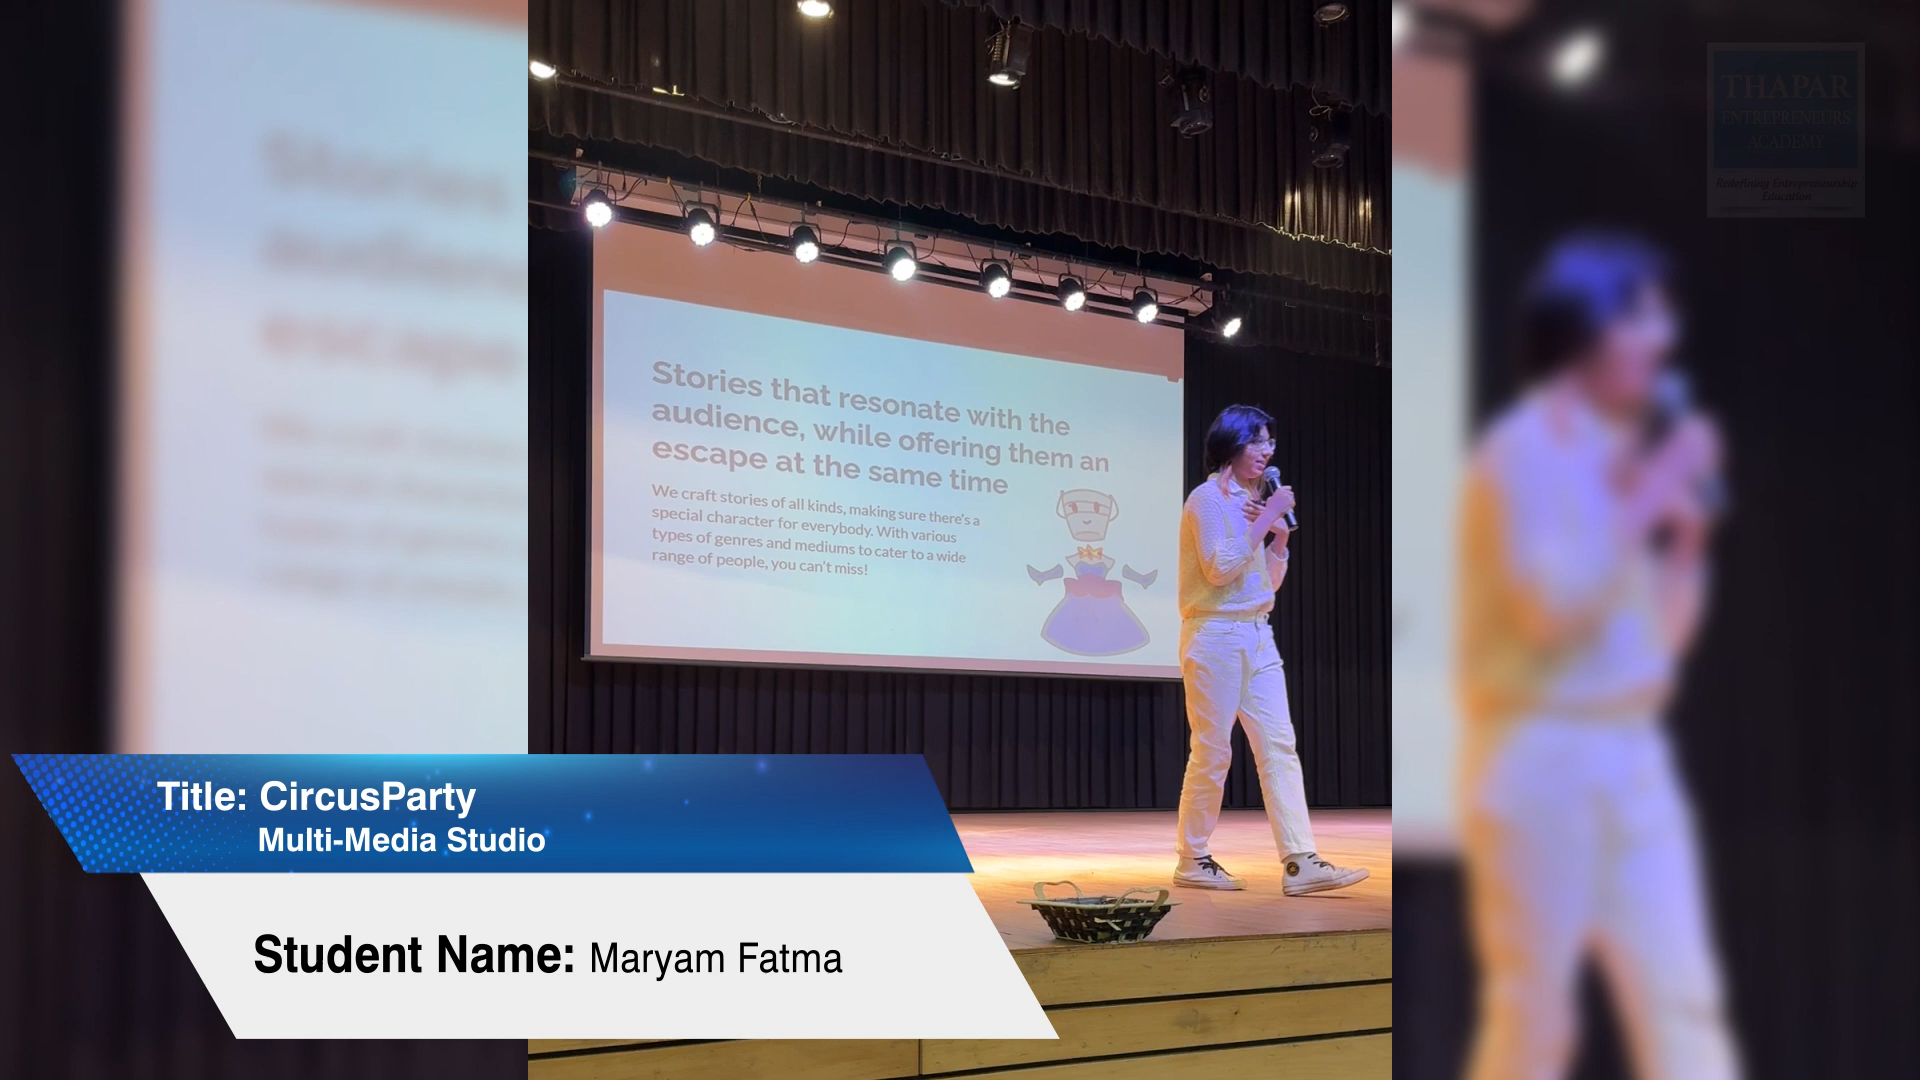 THAPAR
ENTREPRENEURS
ACADEMY
Redefining Entrepreneurship
Education
Stories that resonate with the
audience, while offering them an
escape at the same time
We craft stories of all kinds, making sure there's a
special character for everybody. With various
types of genres and mediums to cater to a wide
range of people, you can't miss!
Title: CircusParty
Multi-Media Studio
Student Name: Maryam Fatma